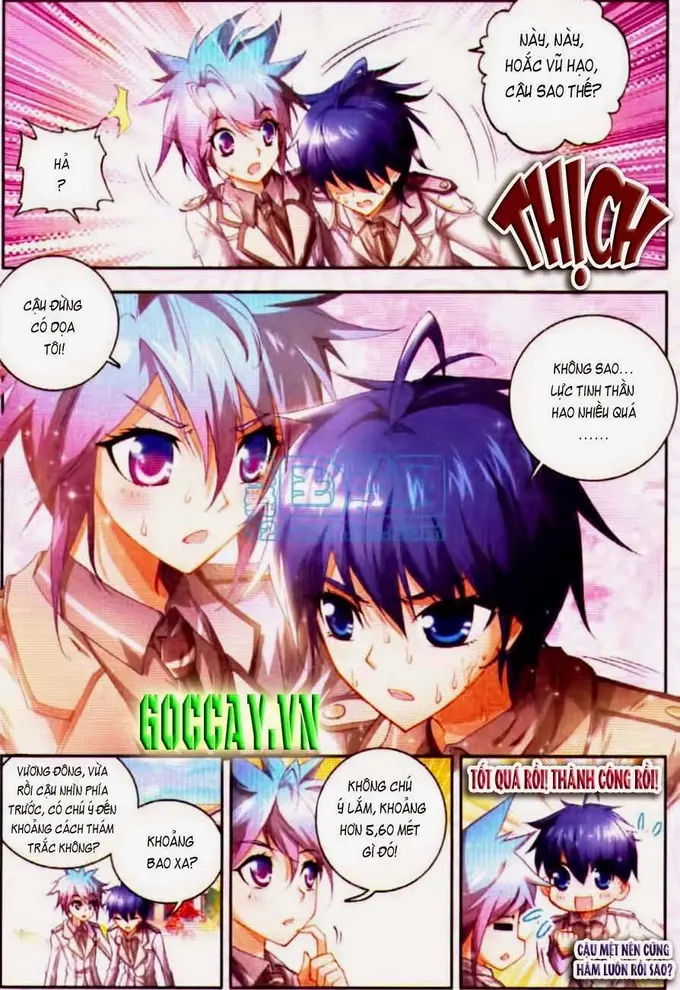 NÀY, NÀY,
HOẮC VŨ HẠO,
CẬU SAO THẾ?
HẢ
?
THỊCH
CẬU ĐỪNG
CÓ DỌA
TÔI!
KHÔNG SAO...
LỰC TINH THẦN
HAO NHIỀU QUÁ
......
GOCCAY.VN
VƯƠNG ĐÔNG, VỪA
RỒI CẬU NHÌN PHÍA
TRƯỚC, CÓ CHÚ Ý ĐẾN
KHOẢNG CÁCH THÁM
TRẮC KHÔNG?
KHOẢNG
BAO XA?
KHÔNG CHÚ
Ý LẮM, KHOẢNG
HƠN 5,60 MÉT
GÌ ĐÓ!
TỐT QUÁ RỒI! THÀNH CÔNG RỒI!
CẬU MỆT NÊN CỨNG
HÀM LUÔN RỒI SAO?